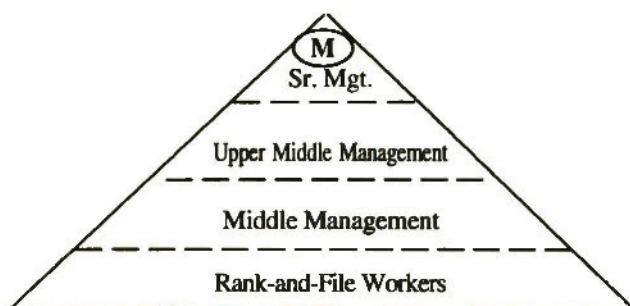 M
Sr. Mgt.
Upper Middle Management
Middle Management
Rank-and-File Workers